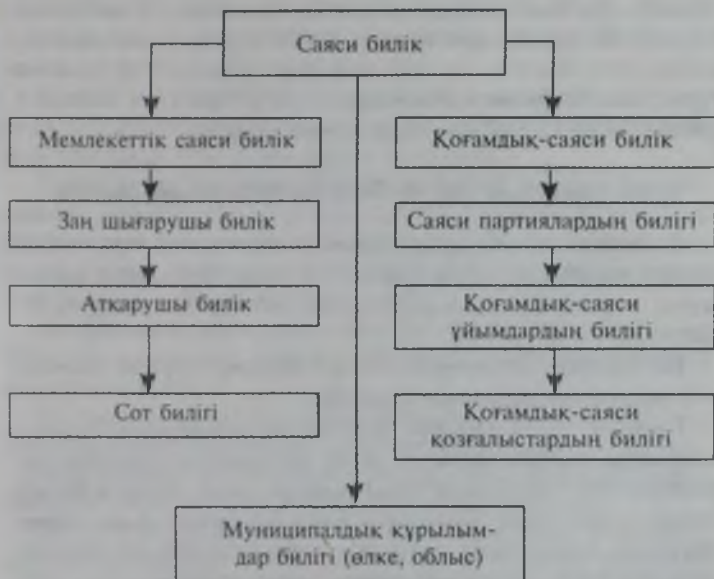 Саяси билік
Мемлекеттік саяси билік
Қоғамдық-саяси билік
Заң шығарушы билік
Саяси партиялардың билігі
Атқарушы билік
Қоғамдық-саяси
ұйымдардың билігі
Сот билігі
Қоғамдық-саяси
қозғалыстардың билігі
Муниципалдық құрылым-
дар билігі (өлке, облыс)